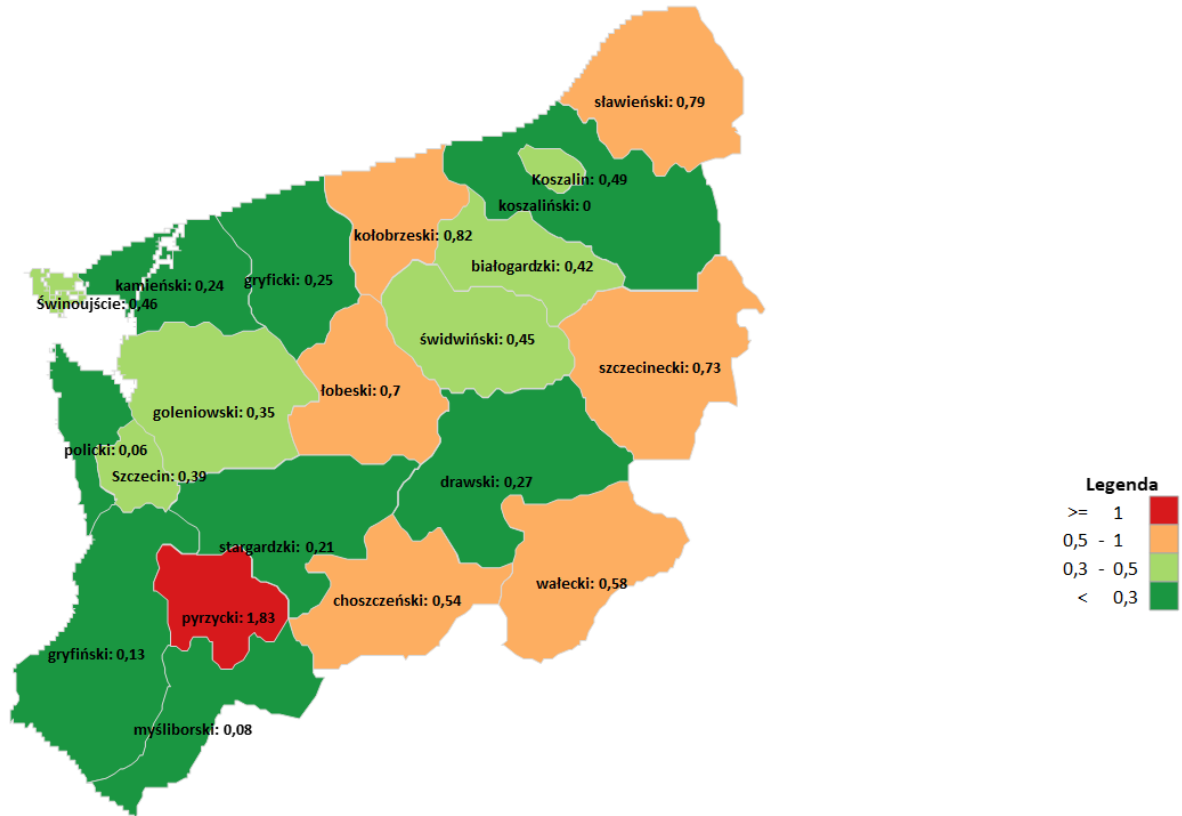 sławieński: 0,79
Koszalin: 0,49
koszaliński: 0
kołobrzeski: 0,82
białogardzki: 0,42
kamieński: 0,24
gryficki: 0,25
Świnoujście: 0,46
świdwiński: 0,45
szczecinecki: 0,73
łobeski: 0,7
goleniowski: 0,35
policki: 0,06
Szczecin: 0,39
drawski: 0,27
stargardzki: 0,21
wałecki: 0,58
choszczeński: 0,54
pyrzycki: 1,83
gryfiński: 0,13
myśliborski: 0,08
Legenda
>= 1
0,5 - 1
0,3 - 0,5
< 0,3